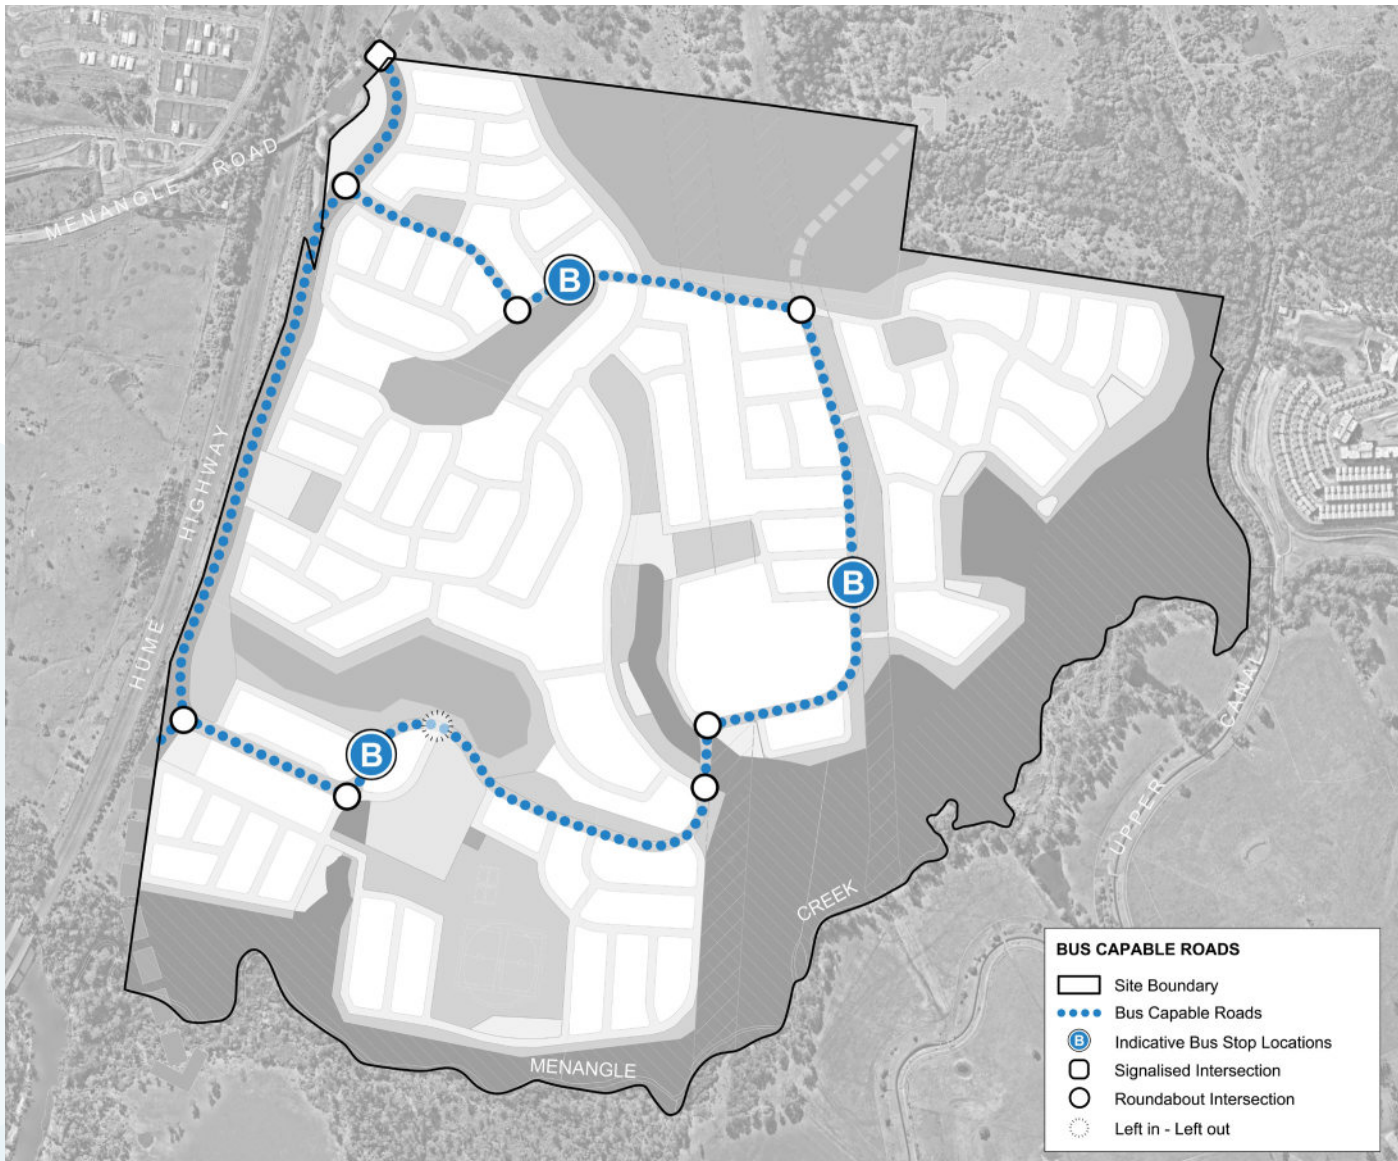 MENANGLE ROAD
B
HUME HIGHWAY
B
B
UPPER CANAL
CREEK
MENANGLE
BUS CAPABLE ROADS
Site Boundary
Bus Capable Roads
B Indicative Bus Stop Locations
Signalised Intersection
Roundabout Intersection
Left in - Left out